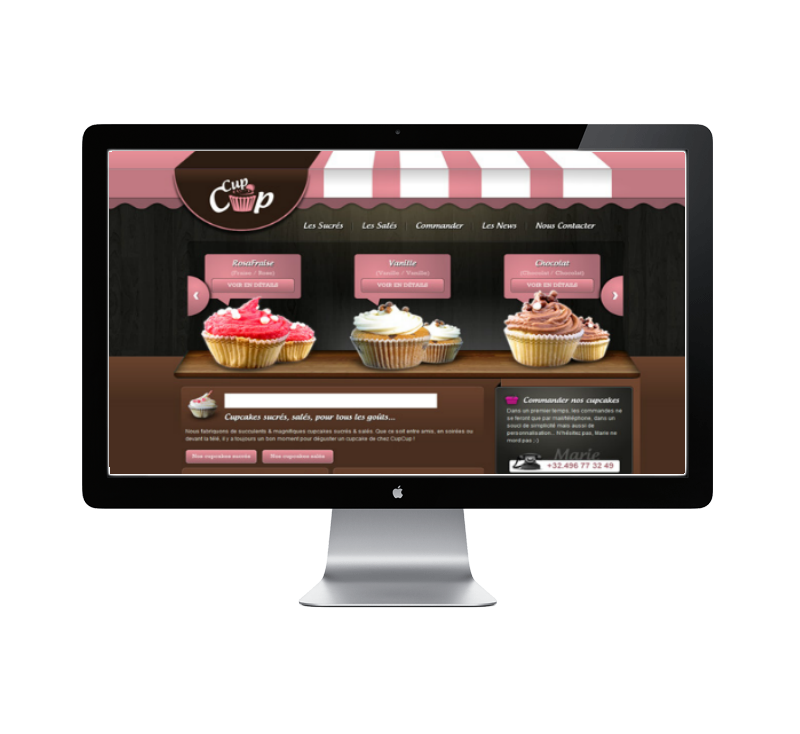 Cup
Cup
Les Sucrés Les Salés Commander Les News Nous Contacter
RosaFraise
(Fraise / Rose)
VOIR EN DÉTAILS
Vanille
(Vanille / Vanille)
VOIR EN DÉTAILS
Chocolat
(Chocolat / Chocolat)
VOIR EN DÉTAILS
Cupcakes sucrés, salés, pour tous les goûts...
Nous fabriquons de succulents & magnifiques cupcakes sucrés & salés. Que ce soit entre amis, en soirées ou
devant la télé, il y a toujours un bon moment pour déguster un cupcake de chez CupCup !
Nos cupcakes sucrés Nos cupcakes salés
Commander nos cupcakes
Dans un premier temps, les commandes ne
se feront que par mail/téléphone, dans un
souci de simplicité mais aussi de
personnalisation... N'hésitez pas, Marie ne
mord pas ;-)
Marie
+32.496 77 32 49